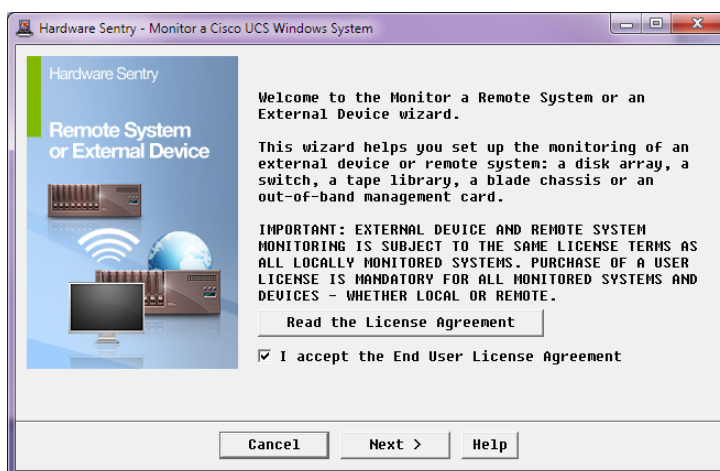 Hardware Sentry - Monitor a Cisco UCS Windows System
Hardware Sentry
Remote System
or External Device
Welcome to the Monitor a Remote System or an
External Device wizard.
This wizard helps you set up the monitoring of an
external device or remote system: a disk array, a
switch, a tape library, a blade chassis or an
out-of-band management card.
IMPORTANT: EXTERNAL DEVICE AND REMOTE SYSTEM
MONITORING IS SUBJECT TO THE SAME LICENSE TERMS AS
ALL LOCALLY MONITORED SYSTEMS. PURCHASE OF A USER
LICENSE IS MANDATORY FOR ALL MONITORED SYSTEMS AND
DEVICES - WHETHER LOCAL OR REMOTE.
Read the License Agreement
I accept the End User License Agreement
Cancel
Next >
Help